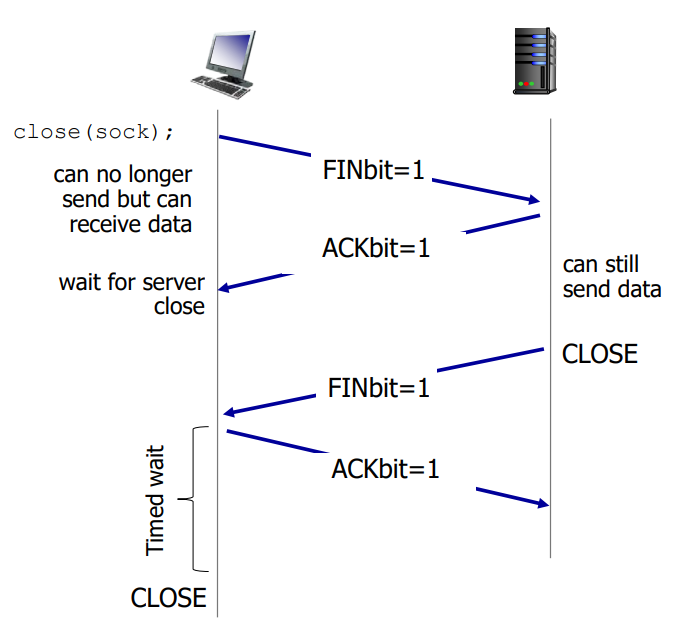 close(sock);
can no longer
send but can
receive data
FINbit=1
ACKbit=1
wait for server
close
can still
send data
CLOSE
FINbit=1
ACKbit=1
Timed wait
CLOSE